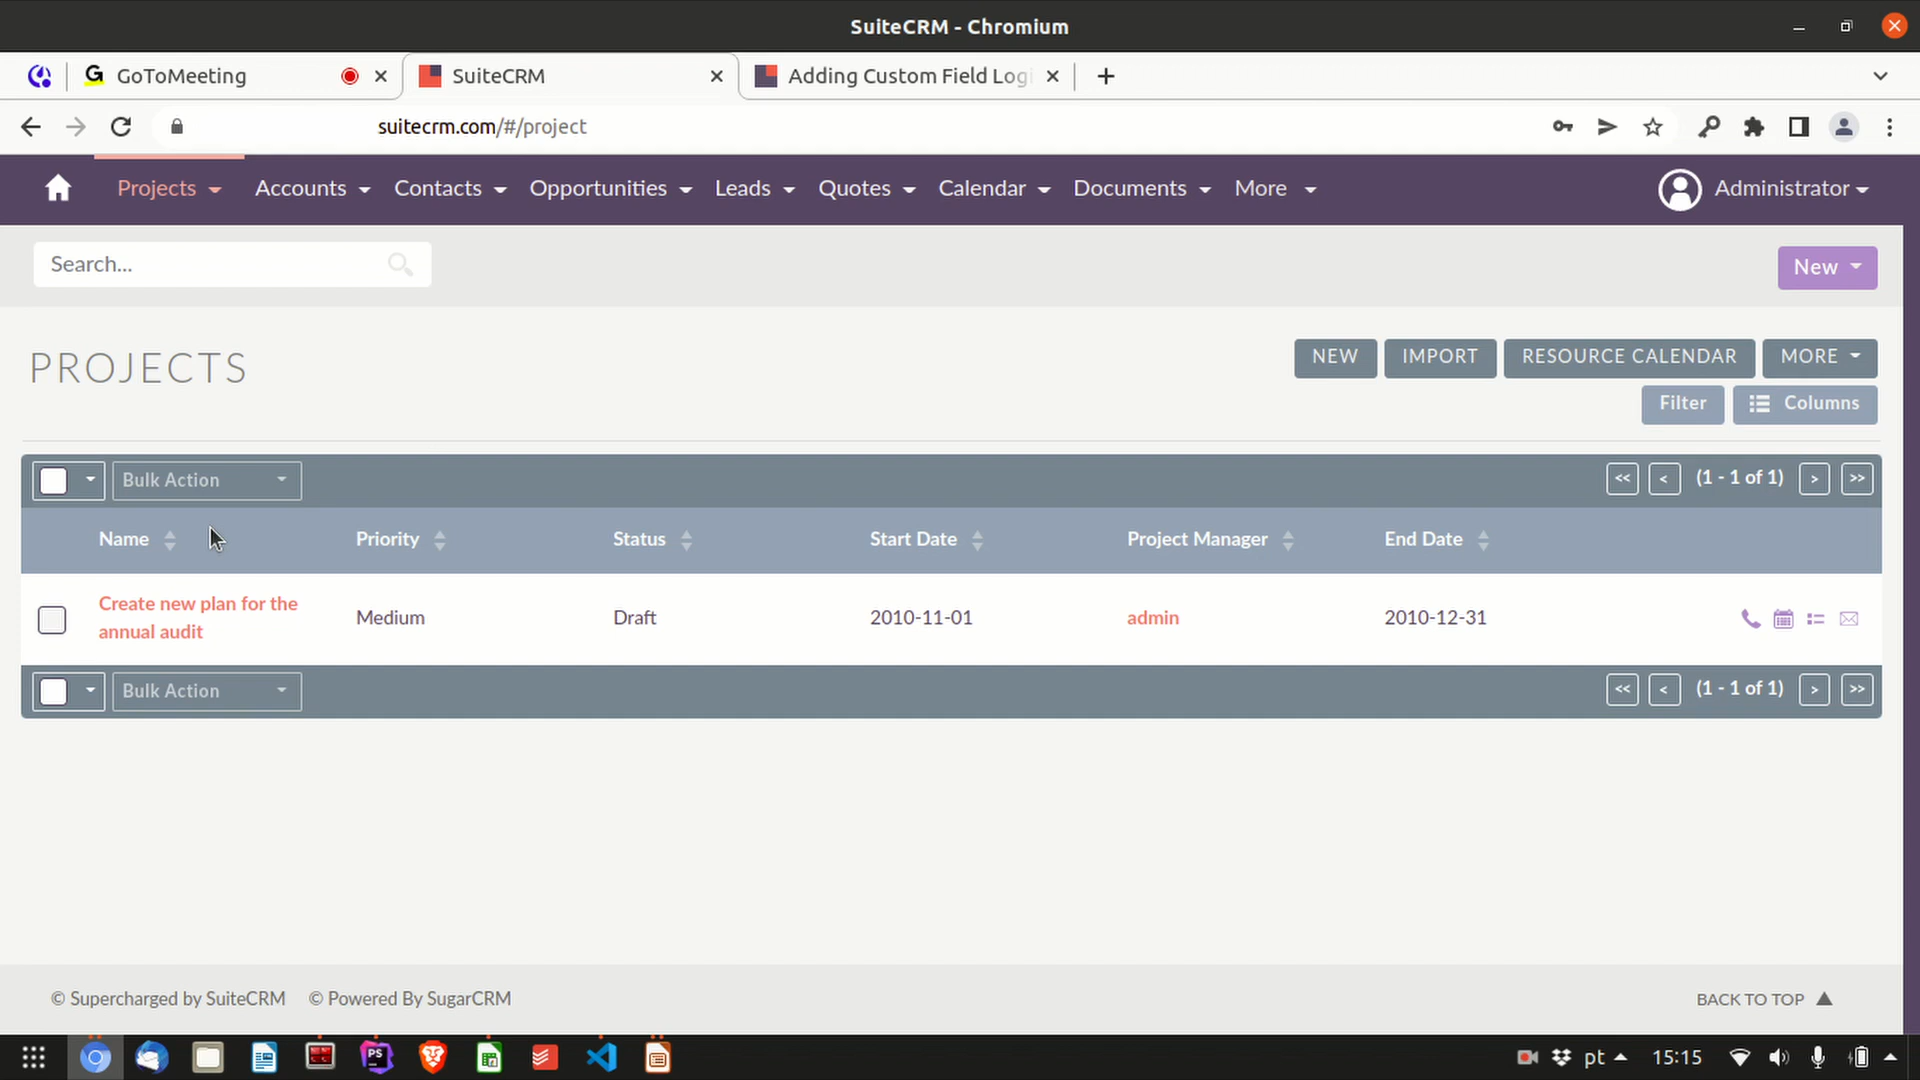 SuiteCRM - Chromium
GoToMeeting
SuiteCRM
Adding Custom Field Logi
suitecrm.com/#/project
Projects
Accounts
Contacts
Opportunities
Leads
Quotes
Calendar
Documents
More
Administrator
Search...
New
PROJECTS
NEW
IMPORT
RESOURCE CALENDAR
MORE
Filter
Columns
Bulk Action
<<
<
(1 - 1 of 1)
>
>>
Name
Priority
Status
Start Date
Project Manager
End Date
Create new plan for the
annual audit
Medium
Draft
2010-11-01
admin
2010-12-31
Bulk Action
<<
<
(1 - 1 of 1)
>
>>
© Supercharged by SuiteCRM
© Powered By SugarCRM
BACK TO TOP
PS
pt
15:15